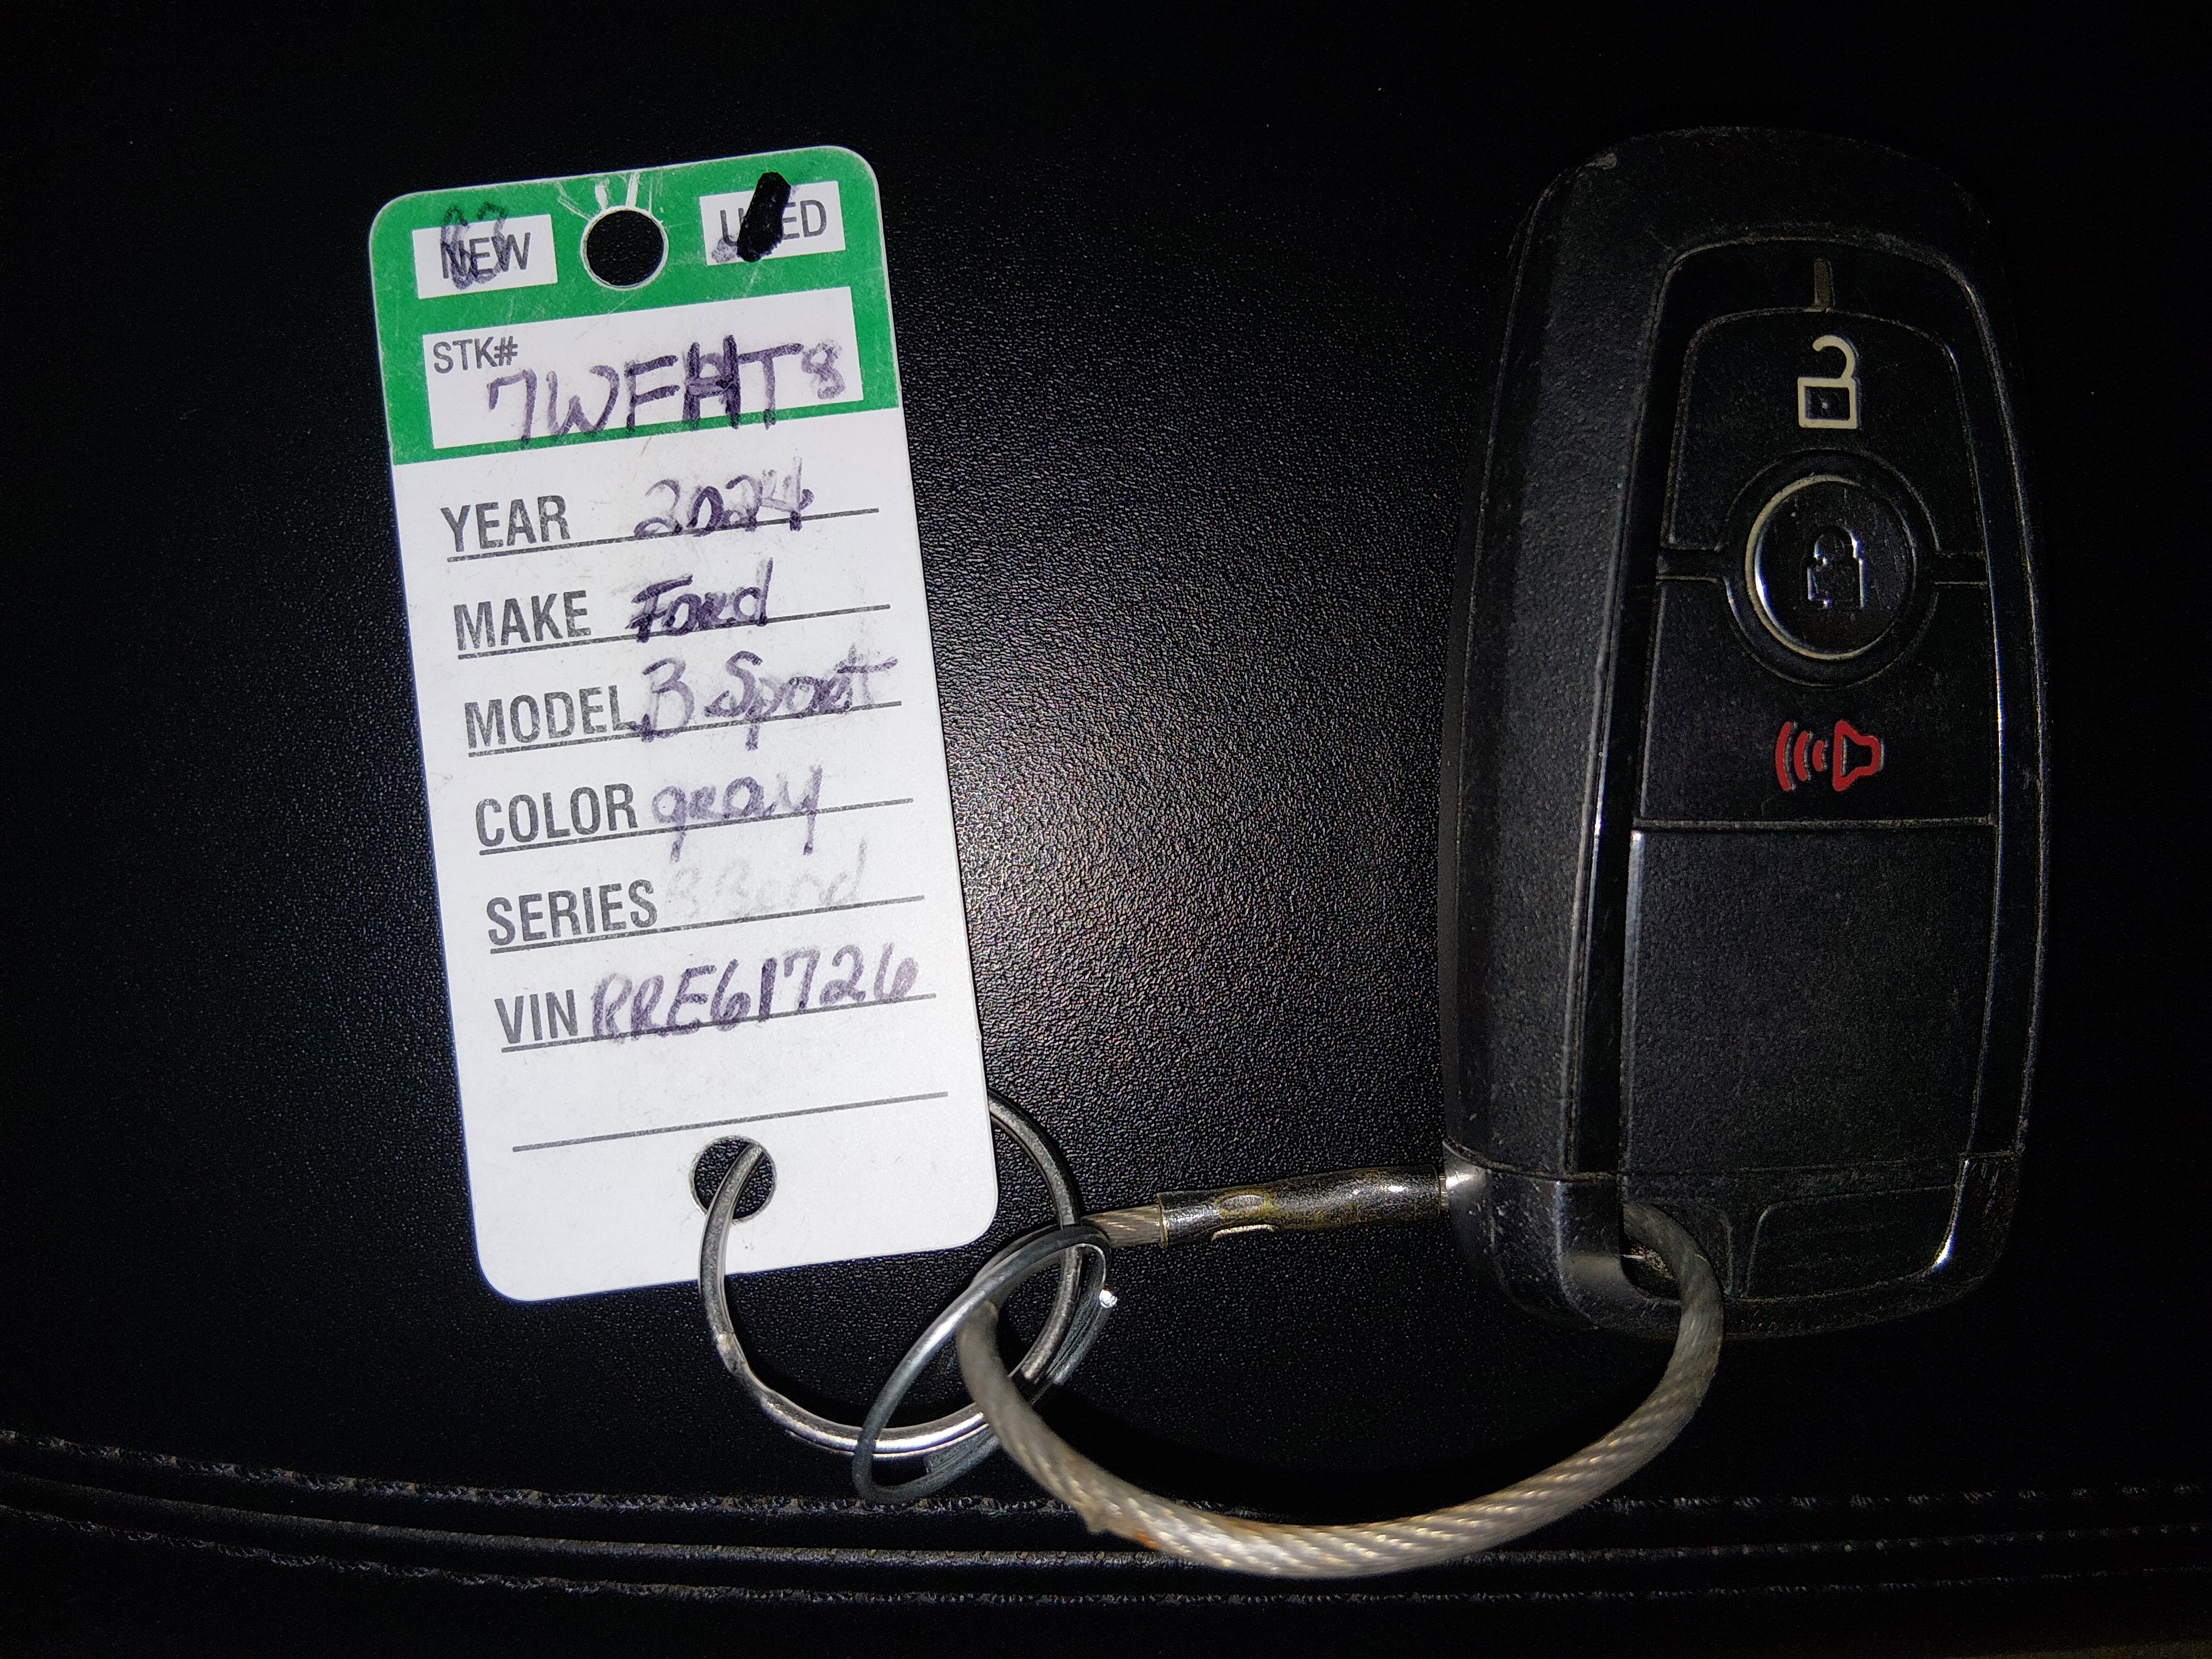 NEW USED
STK#
7WFHT8
YEAR 2024
MAKE Ford
MODEL B Sport
COLOR gray
SERIES
VIN RRE61726